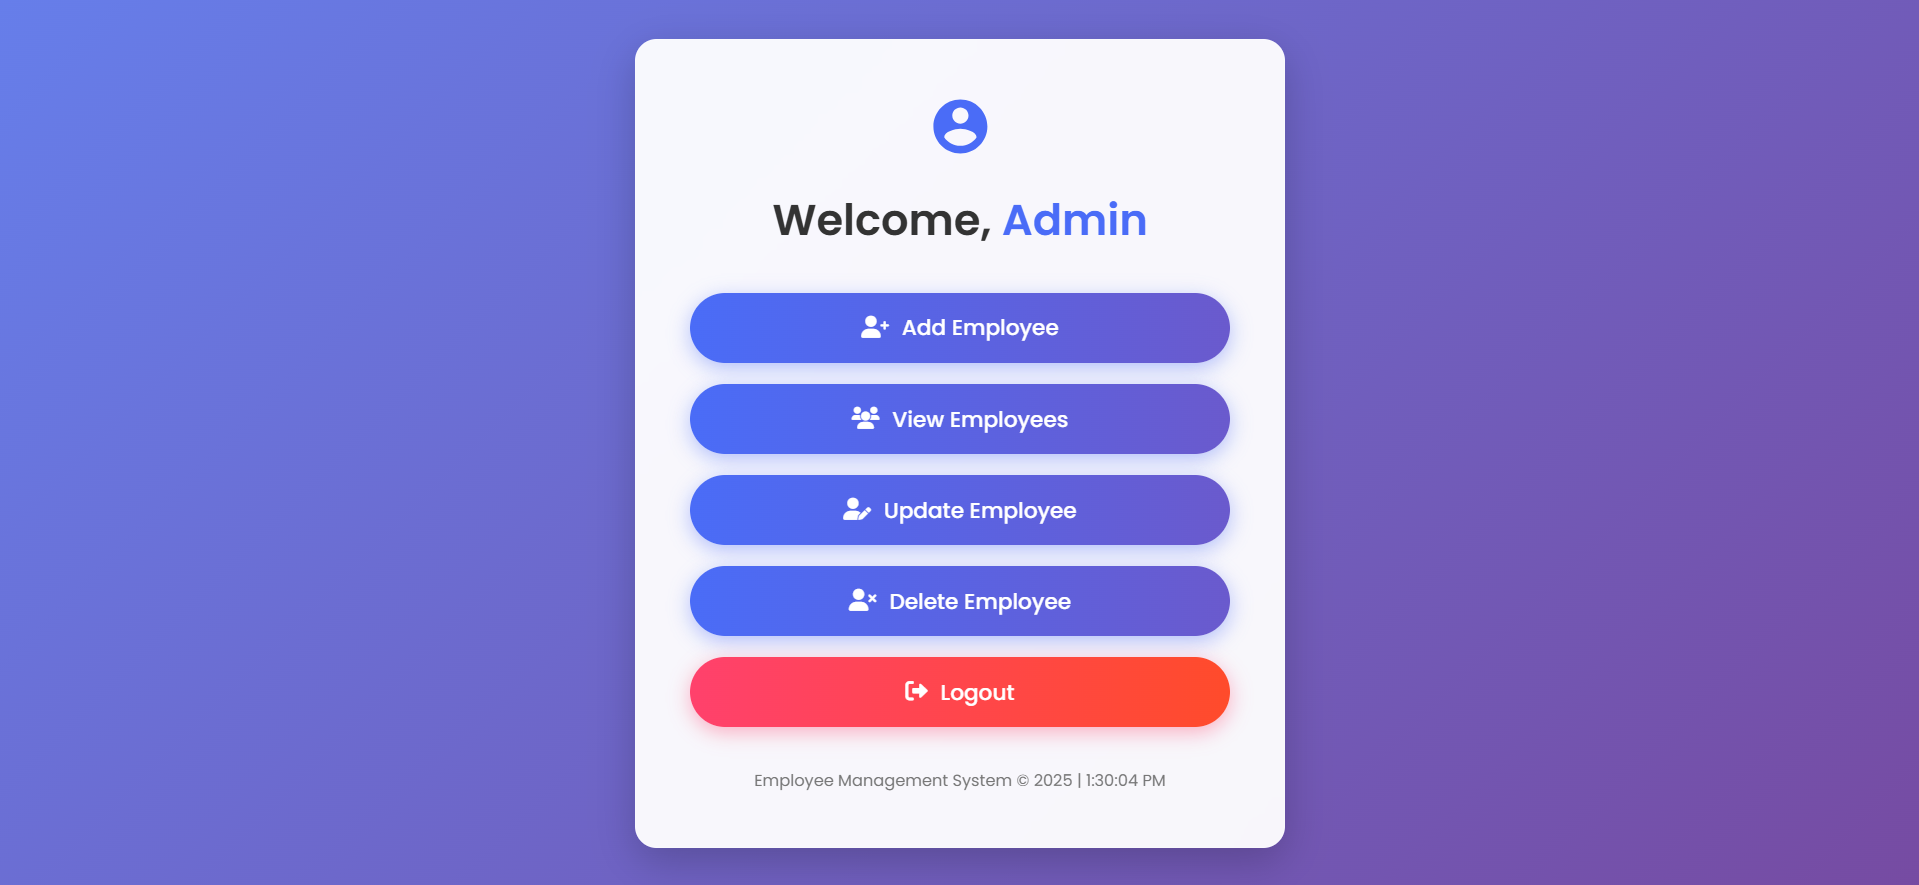 Welcome, Admin
Add Employee
View Employees
Update Employee
Delete Employee
Logout
Employee Management System © 2025 | 1:30:04 PM